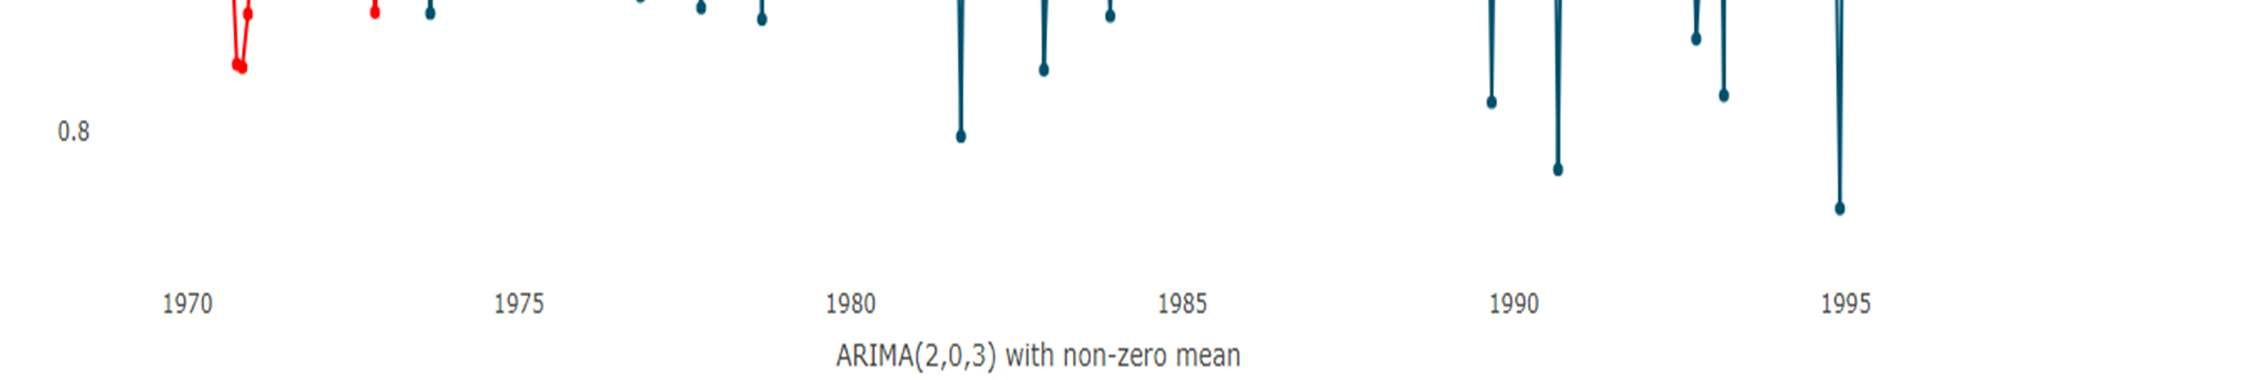 0.8
1970 1975 1980 1985 1990 1995
ARIMA(2,0,3) with non-zero mean